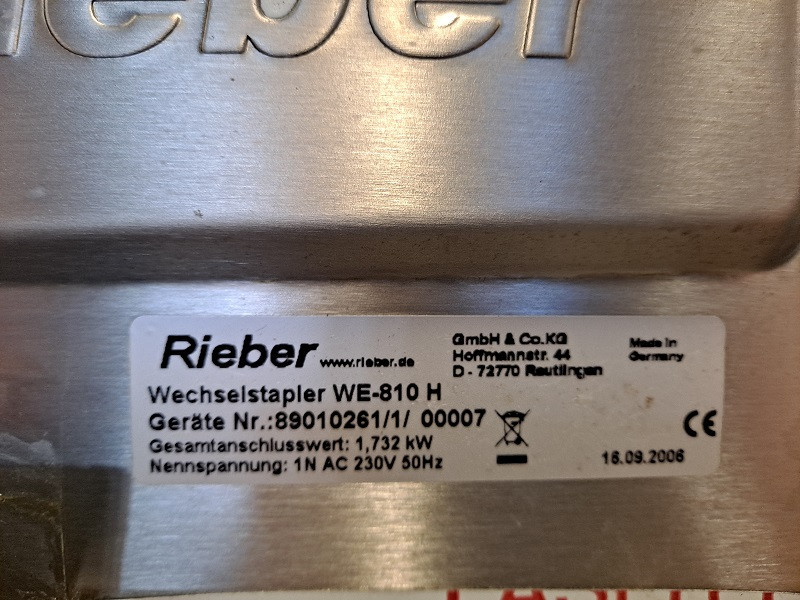 Rieber
Rieber www.rieber.de
GmbH & Co.KG
Hoffmannstr. 44
D - 72770 Reutlingen
Made in
Germany
Wechselstapler WE-810 H
Geräte Nr.:89010261/1/ 00007
Gesamtanschlusswert: 1,732 kW
Nennspannung: 1N AC 230V 50Hz
CE
16.09.2006